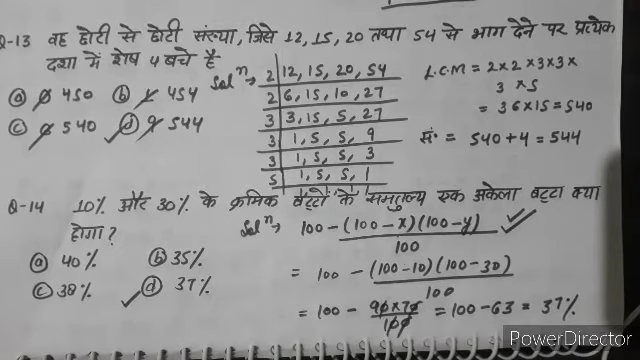 Q-13 वह छोटी से छोटी संख्या, जिसे 12, 15, 20 तथा 54 से भाग देने पर प्रत्येक
दशा में शेष 4 बचे है
Solⁿ →
ⓐ 450 ⓑ 454
ⓒ 540 ⓓ 544
2 | 12, 15, 20, 54
2 | 6, 15, 10, 27
3 | 3, 15, 5, 27
3 | 1, 5, 5, 9
3 | 1, 5, 5, 3
5 | 1, 5, 5, 1
L.C.M = 2×2×3×3×
3×5
= 36×15 = 540
सं० = 540+4 = 544
Q-14 10% और 30% के क्रमिक बट्टों के समतुल्य एक अकेला बट्टा क्या
होगा?
ⓐ 40% ⓑ 35%
ⓒ 38% ⓓ 37%
Solⁿ → 100 - (100-x)(100-y)
100
= 100 - (100-10)(100-30)
100
= 100 - 90×70 = 100-63 = 37%
100
PowerDirector